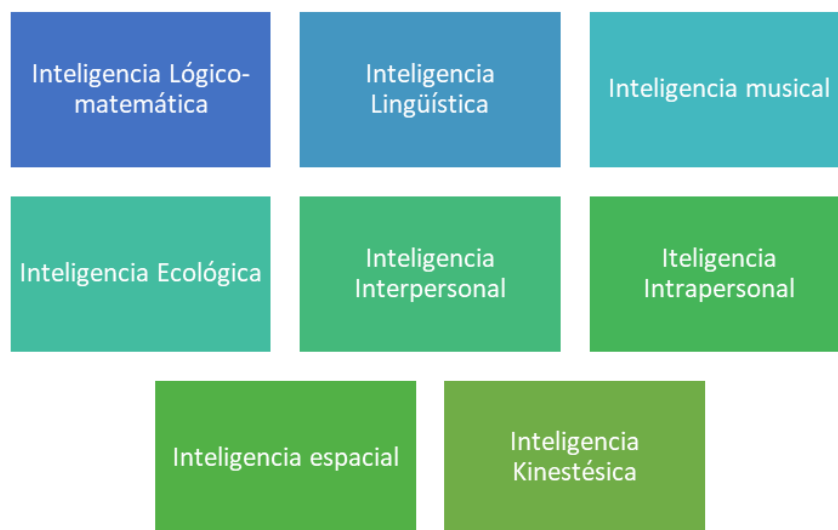 Inteligencia Lógico-
matemática
Inteligencia
Lingüística
Inteligencia musical
Inteligencia Ecológica
Inteligencia
Interpersonal
Iteligencia
Intrapersonal
Inteligencia espacial
Inteligencia
Kinestésica